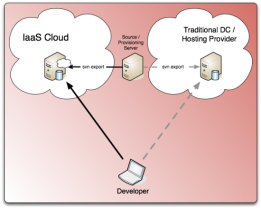 IaaS Cloud
Source /
Provisioning
Server
Traditional DC /
Hosting Provider
svn export
svn export
Developer